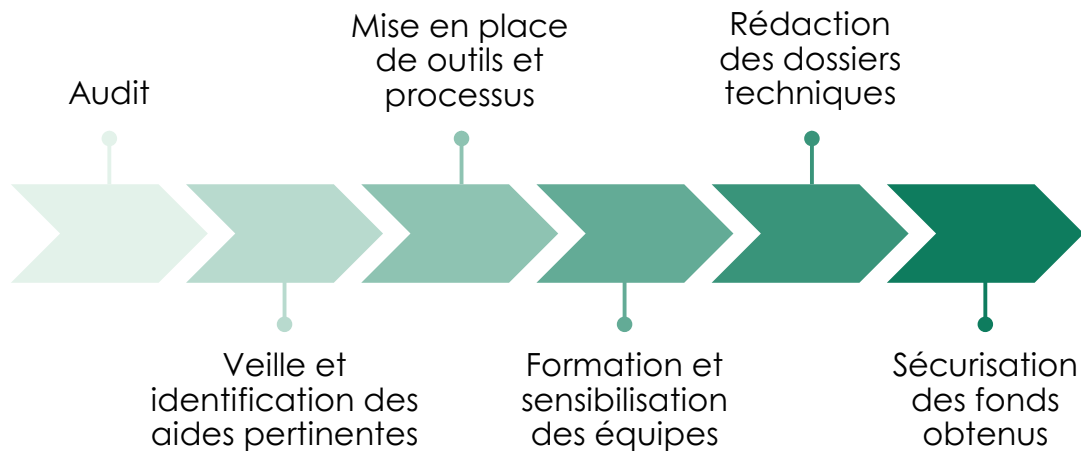 Audit
Veille et
identification des
aides pertinentes
Mise en place
de outils et
processus
Formation et
sensibilisation
des équipes
Rédaction
des dossiers
techniques
Sécurisation
des fonds
obtenus